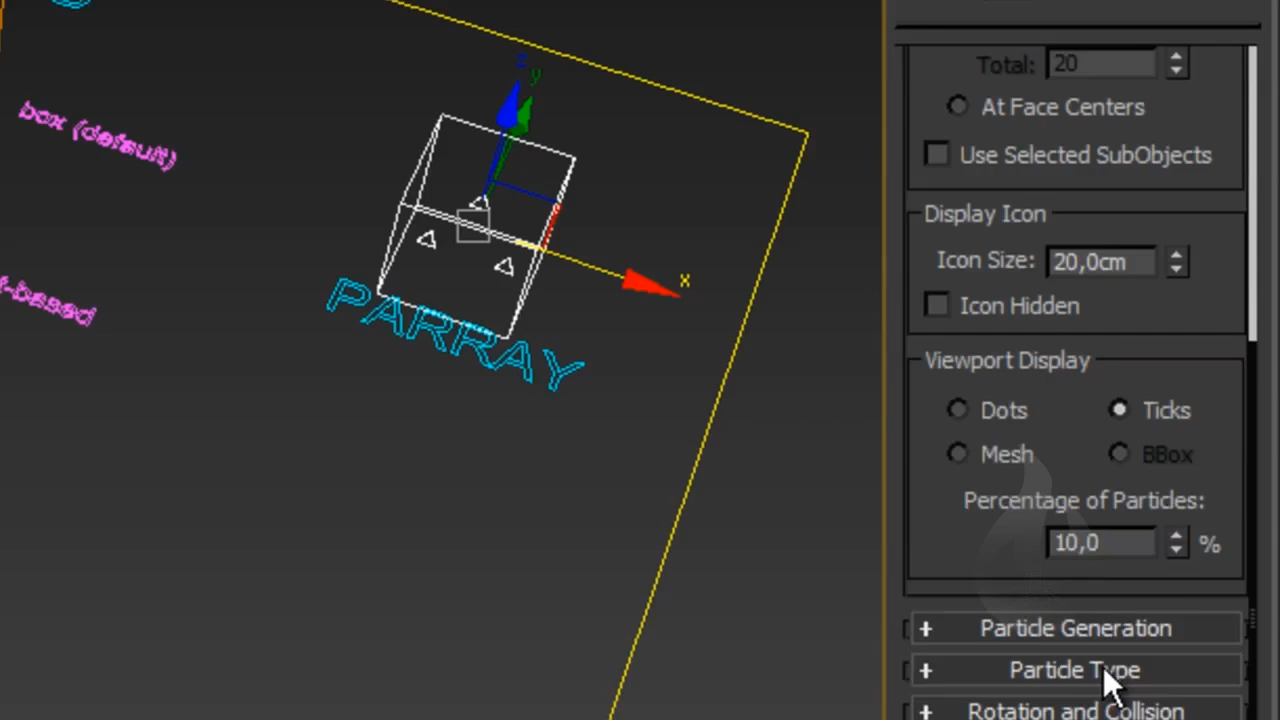 Total: 20
At Face Centers
Use Selected SubObjects
Display Icon
Icon Size: 20,0cm
Icon Hidden
Viewport Display
Dots Ticks
Mesh BBox
Percentage of Particles:
10,0 %
+ Particle Generation
+ Particle Type
Rotation and Collision
z
y
x
box (default)
t-based
PARRAY